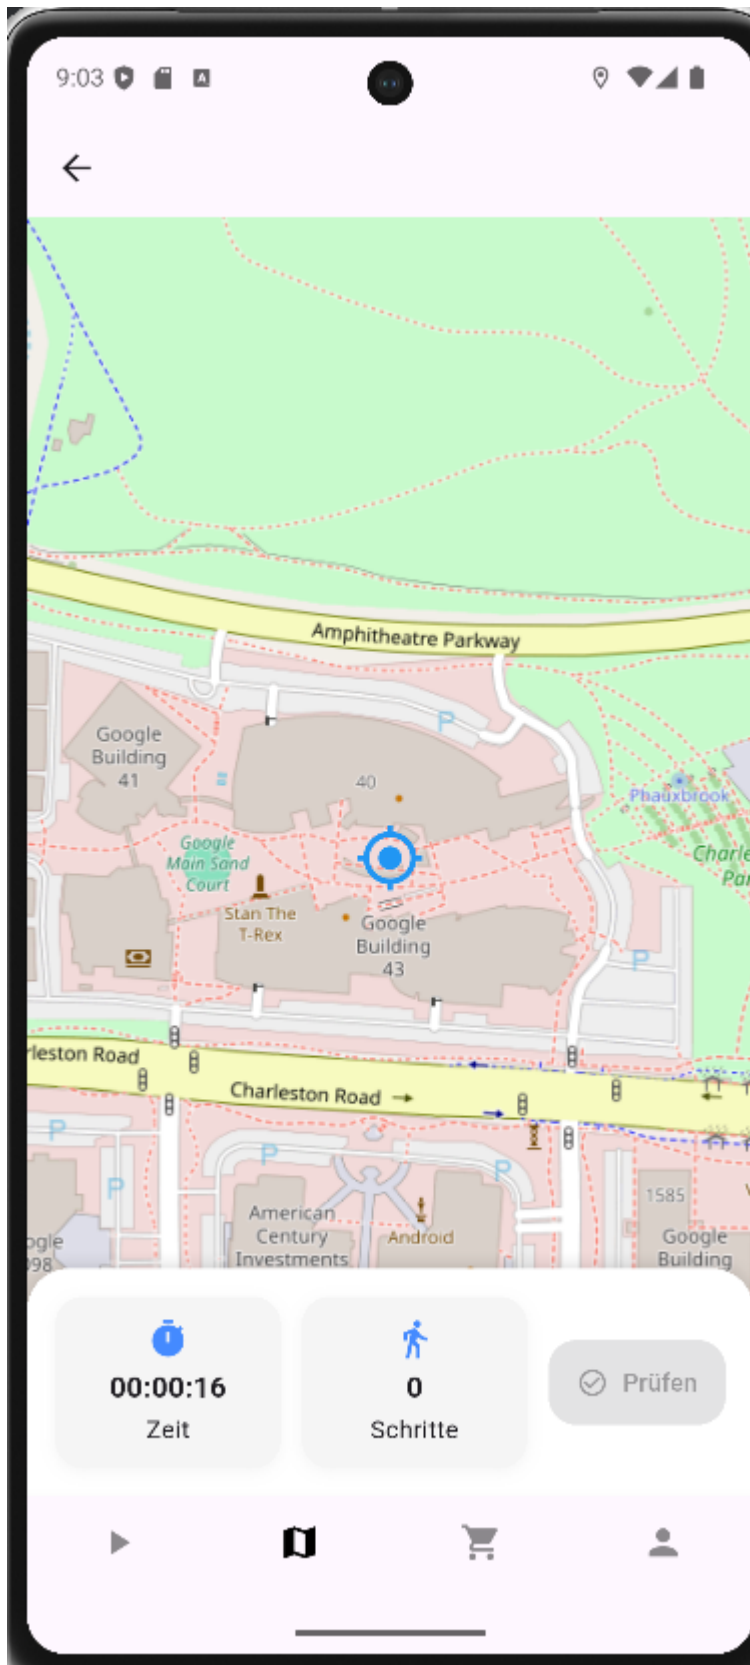 9:03
A
Amphitheatre Parkway
P
Google
Building
41
40
Phauxbrook
Google
Main Sand
Court
Charle
Par
Stan The
T-Rex
Google
Building
43
P
rleston Road
Charleston Road
P
P
P
P
1585
American
Century
Investments
Android
Google
Building
ogle
098
00:00:16
Zeit
0
Schritte
Prüfen